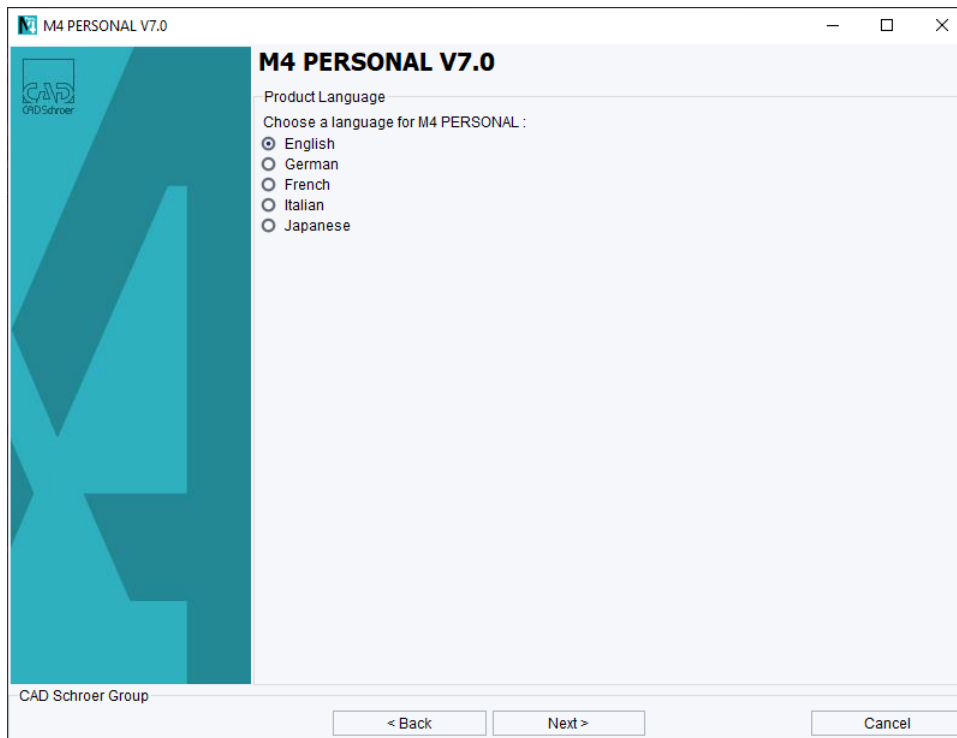 M4 PERSONAL V7.0
CAD
CADSchroer
M4 PERSONAL V7.0
Product Language
Choose a language for M4 PERSONAL :
English
German
French
Italian
Japanese
CAD Schroer Group
< Back
Next >
Cancel